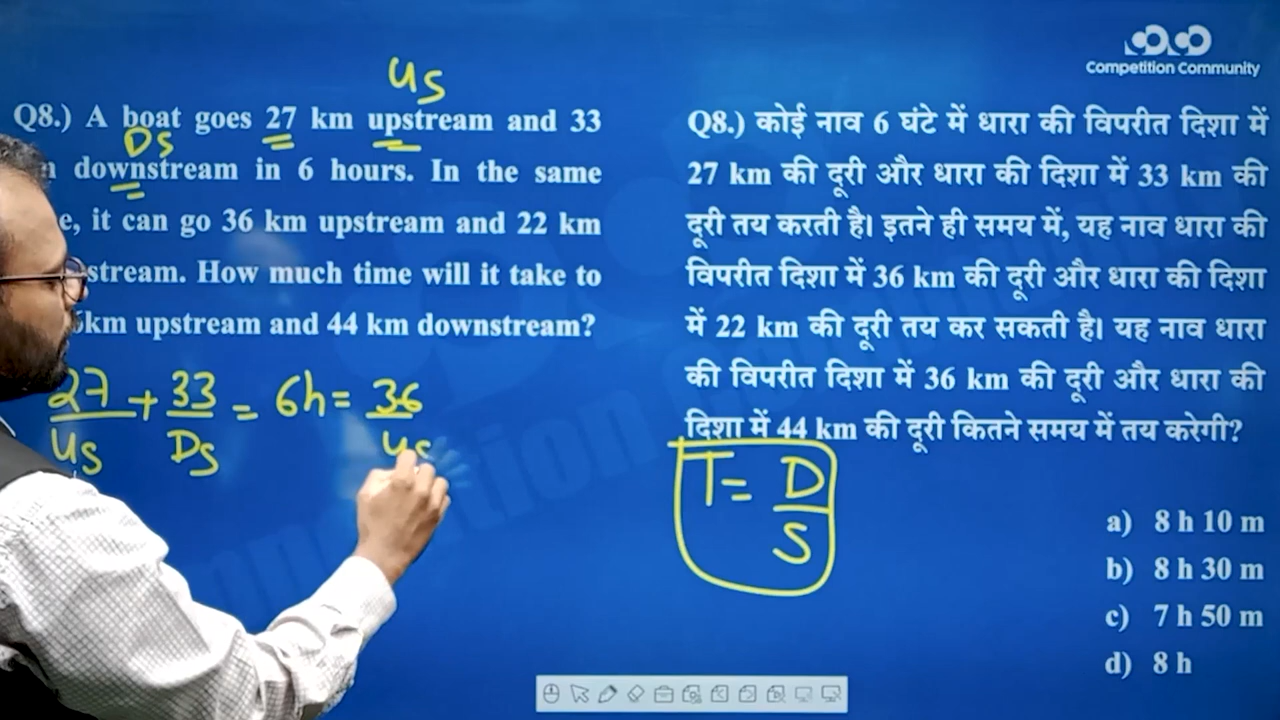 Competition Community
us
Q8.) A boat goes 27 km upstream and 33
Ds
downstream in 6 hours. In the same
it can go 36 km upstream and 22 km
How much time will it take to
upstream and 44 km downstream?
27/us + 33/Ds = 6h = 36/us
Q8.) कोई नाव 6 घंटे में धारा की विपरीत दिशा में
27 km की दूरी और धारा की दिशा में 33 km की
दूरी तय करती है। इतने ही समय में, यह नाव धारा की
विपरीत दिशा में 36 km की दूरी और धारा की दिशा
में 22 km की दूरी तय कर सकती है। यह नाव धारा
की विपरीत दिशा में 36 km की दूरी और धारा की
दिशा में 44 km की दूरी कितने समय में तय करेगी?
T = D/S
a) 8 h 10 m
b) 8 h 30 m
c) 7 h 50 m
d) 8 h